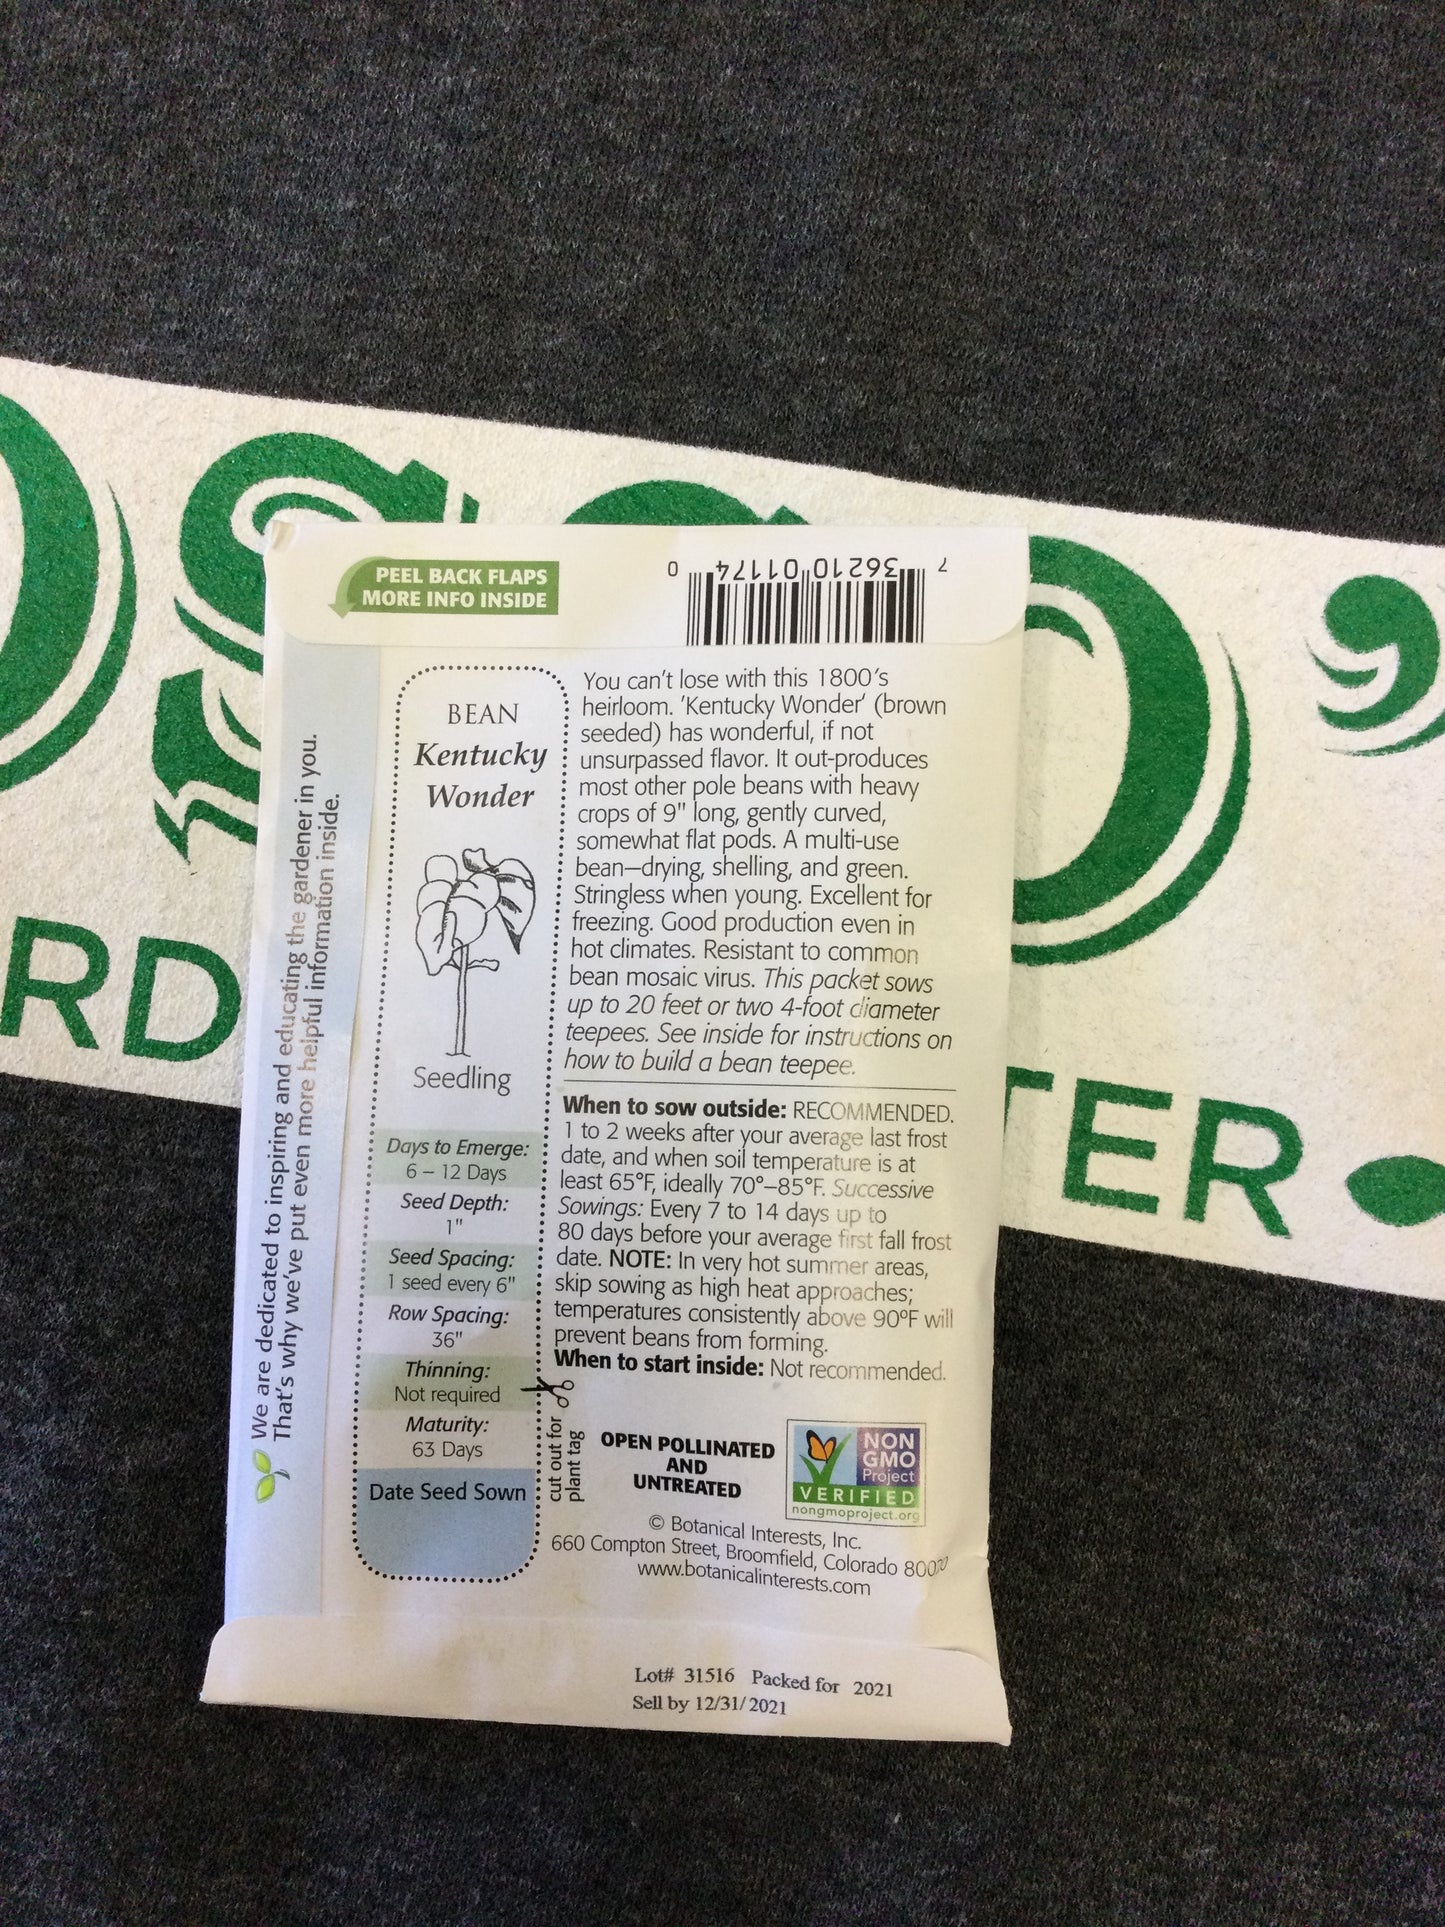 OSSO'
RD
TER
PEEL BACK FLAPS
MORE INFO INSIDE
7 36210 01174 0
We are dedicated to inspiring and educating the gardener in you.
That's why we've put even more helpful information inside.
BEAN
Kentucky
Wonder
Seedling
Days to Emerge:
6 – 12 Days
Seed Depth:
1"
Seed Spacing:
1 seed every 6"
Row Spacing:
36"
Thinning:
Not required
Maturity:
63 Days
Date Seed Sown
cut out for
plant tag
You can't lose with this 1800's
heirloom. 'Kentucky Wonder' (brown
seeded) has wonderful, if not
unsurpassed flavor. It out-produces
most other pole beans with heavy
crops of 9" long, gently curved,
somewhat flat pods. A multi-use
bean—drying, shelling, and green.
Stringless when young. Excellent for
freezing. Good production even in
hot climates. Resistant to common
bean mosaic virus. This packet sows
up to 20 feet or two 4-foot diameter
teepees. See inside for instructions on
how to build a bean teepee.
When to sow outside: RECOMMENDED.
1 to 2 weeks after your average last frost
date, and when soil temperature is at
least 65°F, ideally 70°–85°F. Successive
Sowings: Every 7 to 14 days up to
80 days before your average first fall frost
date. NOTE: In very hot summer areas,
skip sowing as high heat approaches;
temperatures consistently above 90°F will
prevent beans from forming.
When to start inside: Not recommended.
OPEN POLLINATED
AND
UNTREATED
NON
GMO
Project
VERIFIED
nongmoproject.org
© Botanical Interests, Inc.
660 Compton Street, Broomfield, Colorado
www.botanicalinterests.com
Lot# 31516 Packed for 2021
Sell by 12/31/2021